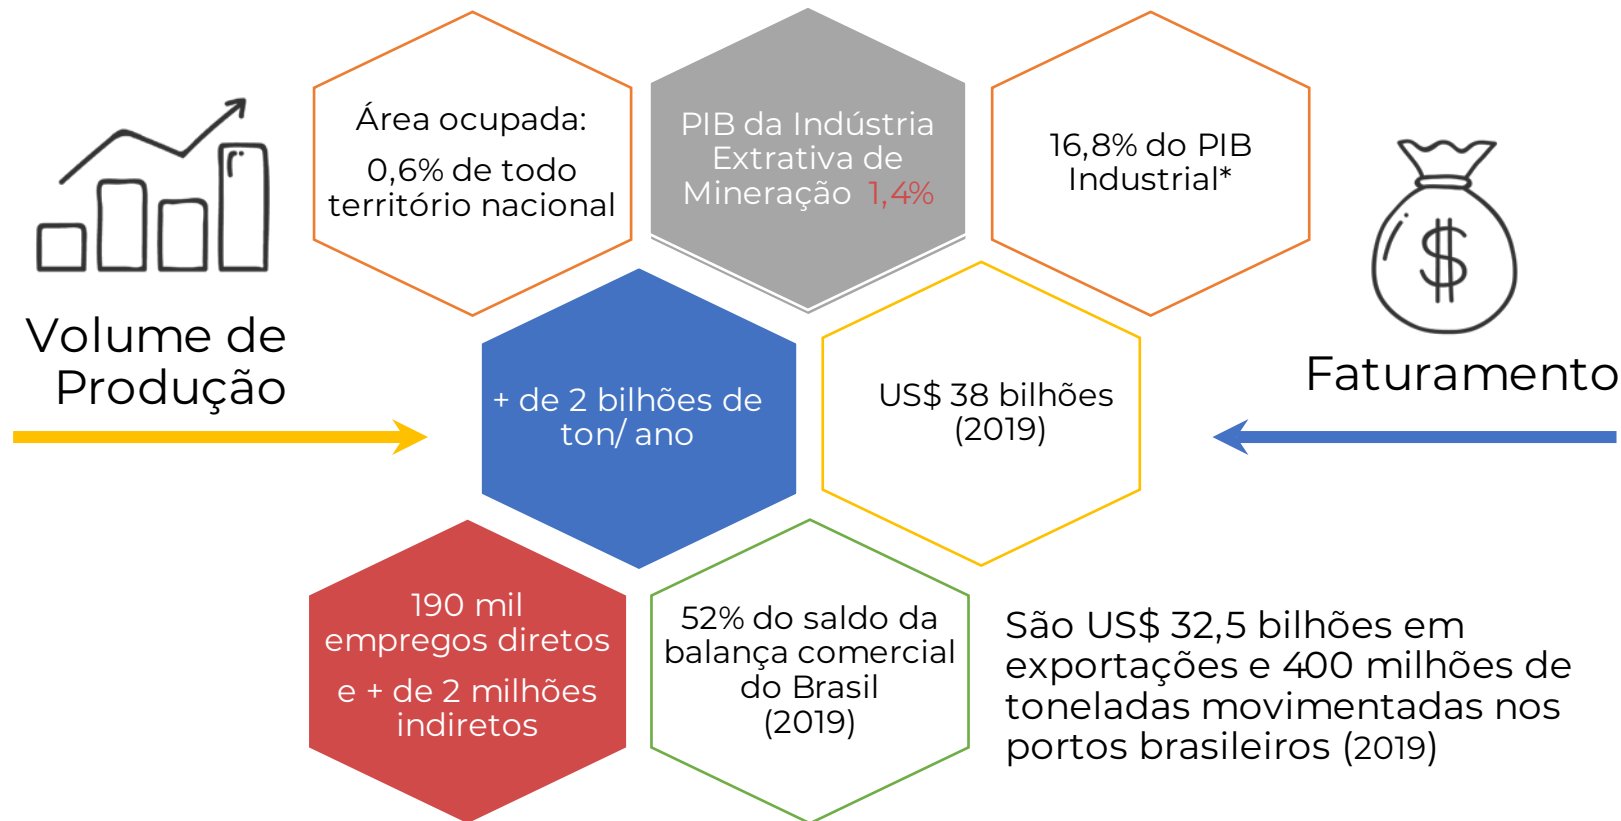 Área ocupada:
0,6% de todo
território nacional
PIB da Indústria
Extrativa de
Mineração 1,4%
16,8% do PIB
Industrial*
$
Volume de
Produção
+ de 2 bilhões de
ton/ ano
US$ 38 bilhões
(2019)
Faturamento
190 mil
empregos diretos
e + de 2 milhões
indiretos
52% do saldo da
balança comercial
do Brasil
(2019)
São US$ 32,5 bilhões em
exportações e 400 milhões de
toneladas movimentadas nos
portos brasileiros (2019)